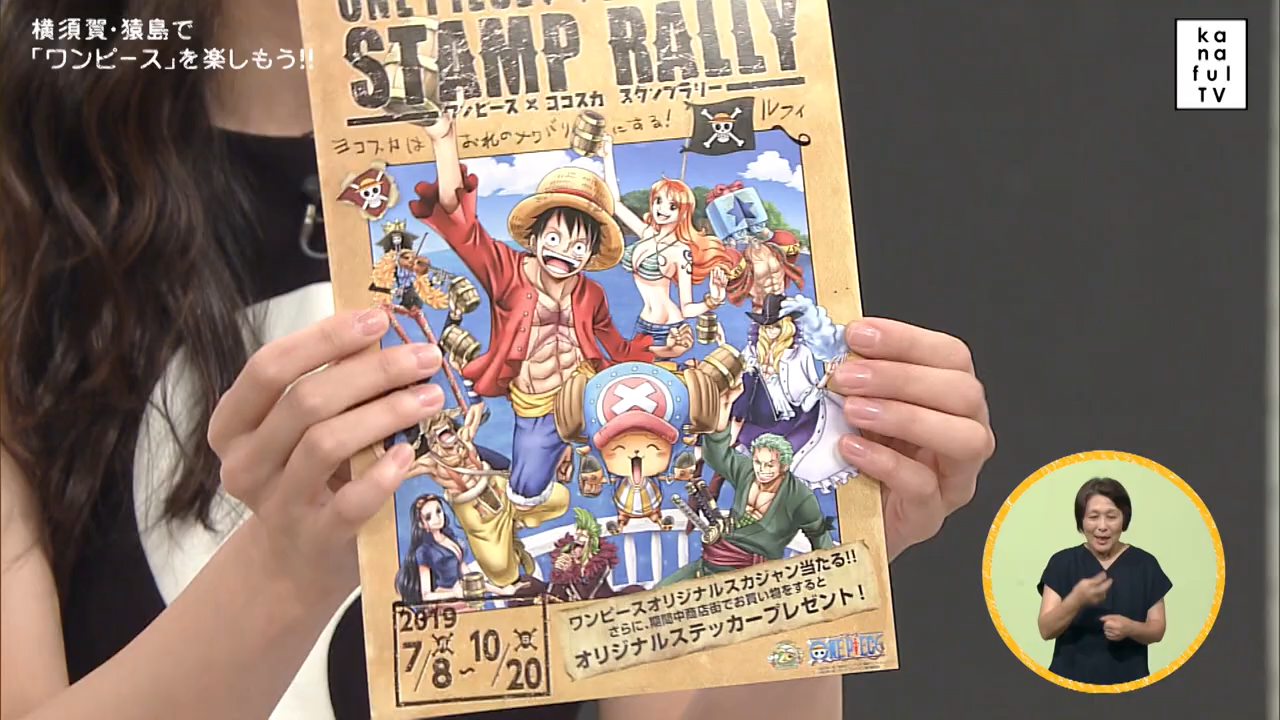 横須賀・猿島で
「ワンピース」を楽しもう!!
kanaful TV
STAMP RALLY
ワンピース×ヨコスカ スタンプラリー
ヨコスカは おれのナワバリにする! ルフィ
ワンピースオリジナルスカジャン当たる!!
さらに、期間中商店街でお買い物をすると
オリジナルステッカープレゼント!
2019
7/8~10/20
ONE PIECE